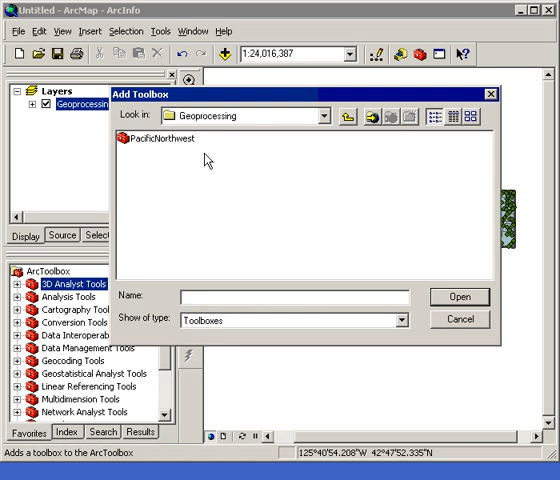 Untitled - ArcMap - ArcInfo
File Edit View Insert Selection Tools Window Help
1:24,016,387
Layers
Geoprocessing
Display Source Selec
Add Toolbox
Look in: Geoprocessing
PacificNorthwest
Name: Open
Show of type: Toolboxes Cancel
ArcToolbox
3D Analyst Tools
Analysis Tools
Cartography Tool
Conversion Tools
Data Interoperab
Data Management Tools
Geocoding Tools
Geostatistical Analyst Tools
Linear Referencing Tools
Multidimension Tools
Network Analyst Tools
Favorites Index Search Results
Adds a toolbox to the ArcToolbox 125°40'54.208"W 42°47'52.335"N